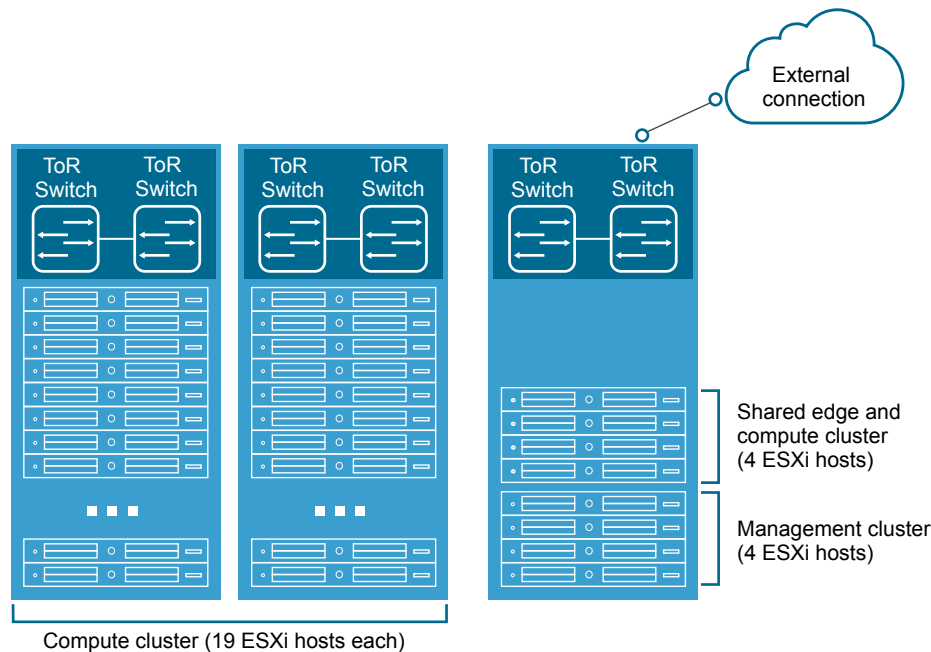 External
connection
ToR
Switch
ToR
Switch
ToR
Switch
ToR
Switch
ToR
Switch
ToR
Switch
Shared edge and
compute cluster
(4 ESXi hosts)
Management cluster
(4 ESXi hosts)
Compute cluster (19 ESXi hosts each)